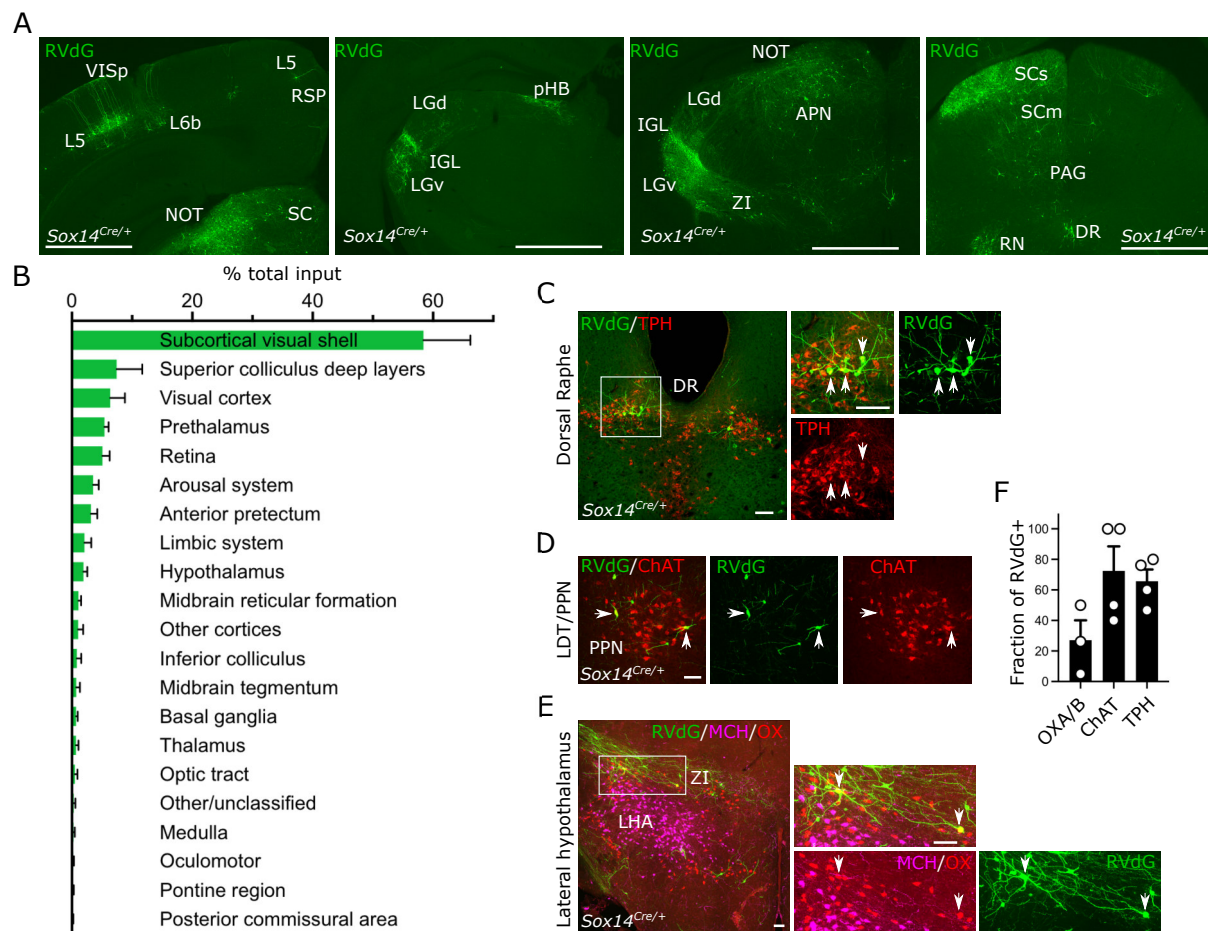 A
RVdG
VISp
L5
RSP
L5
L6b
NOT
SC
Sox14Cre/+
RVdG
LGd
pHB
IGL
LGv
Sox14Cre/+
RVdG
NOT
LGd
APN
IGL
LGv
ZI
Sox14Cre/+
RVdG
SCs
SCm
PAG
RN
DR
Sox14Cre/+
B
% total input
0 20 40 60
Subcortical visual shell
Superior colliculus deep layers
Visual cortex
Prethalamus
Retina
Arousal system
Anterior pretectum
Limbic system
Hypothalamus
Midbrain reticular formation
Other cortices
Inferior colliculus
Midbrain tegmentum
Basal ganglia
Thalamus
Optic tract
Other/unclassified
Medulla
Oculomotor
Pontine region
Posterior commissural area
C
Dorsal Raphe
RVdG/TPH
DR
Sox14Cre/+
RVdG
TPH
D
LDT/PPN
RVdG/ChAT
PPN
Sox14Cre/+
RVdG
ChAT
E
Lateral hypothalamus
RVdG/MCH/OX
ZI
LHA
Sox14Cre/+
MCH/OX
RVdG
F
Fraction of RVdG+
100
80
60
40
20
0
OXA/B
ChAT
TPH